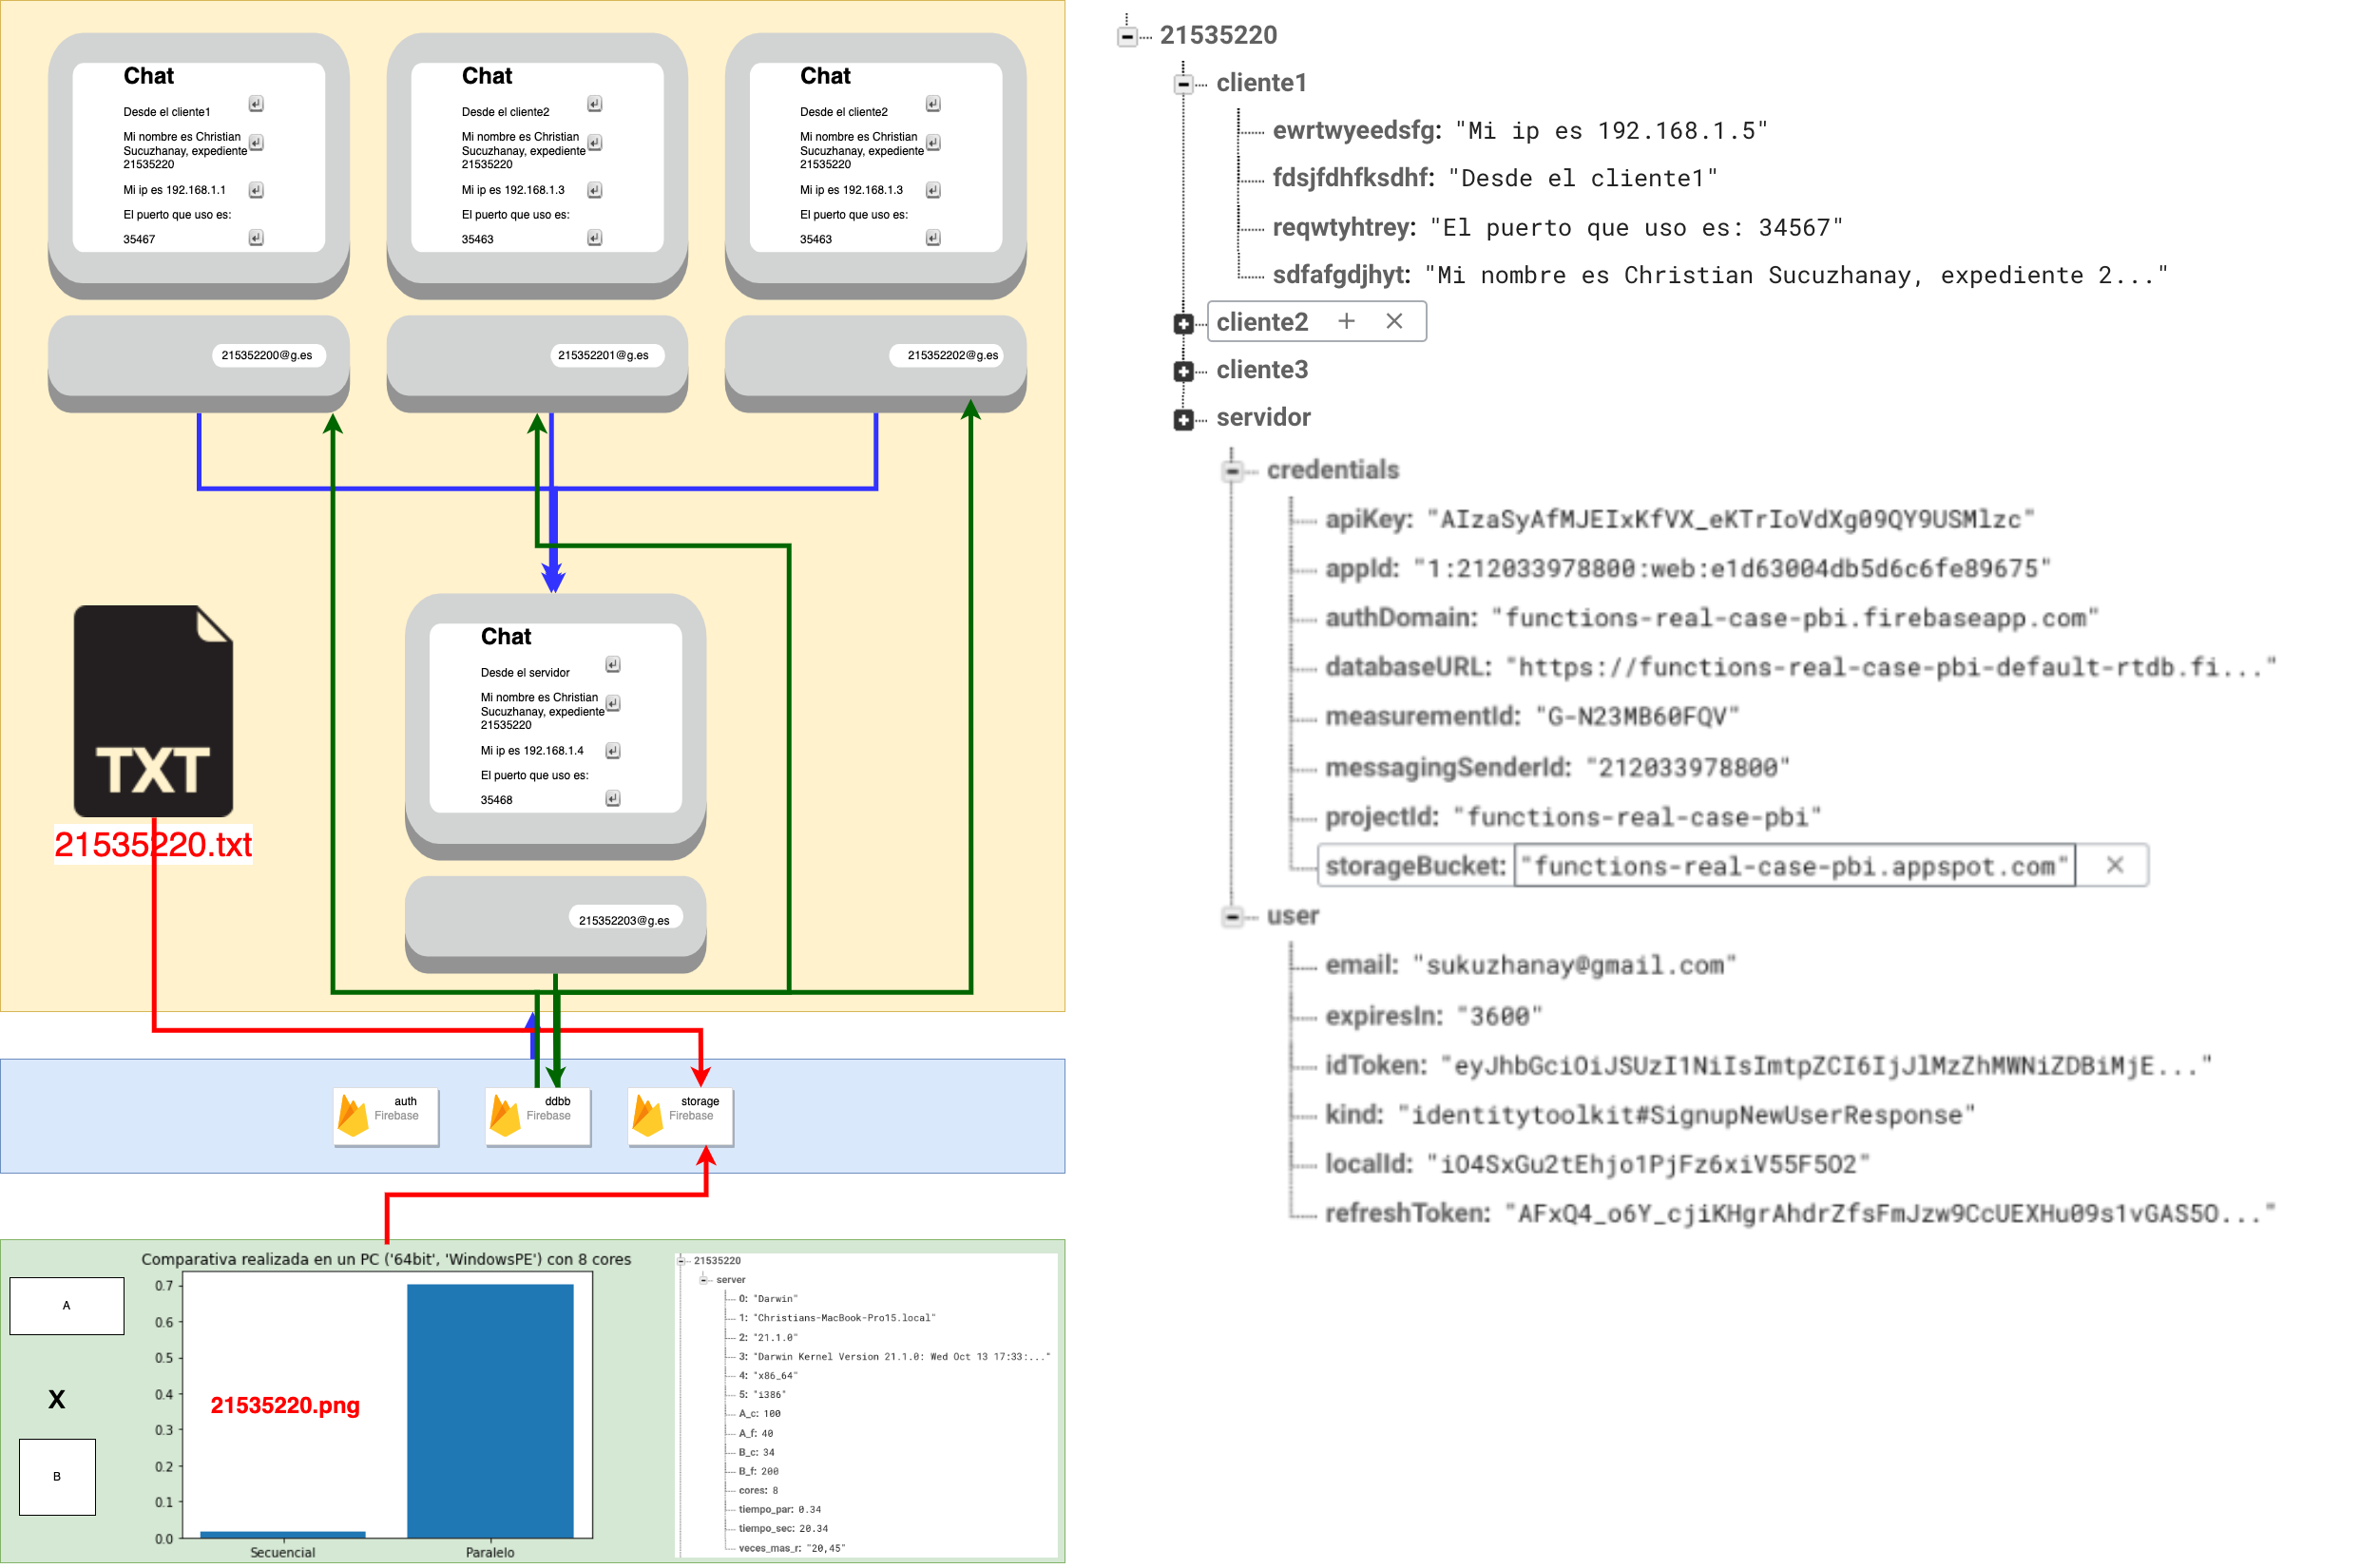 Chat
Desde el cliente1
Mi nombre es Christian
Sucuzhanay, expediente
21535220
Mi ip es 192.168.1.1
El puerto que uso es:
35467
215352200@g.es
Chat
Desde el cliente2
Mi nombre es Christian
Sucuzhanay, expediente
21535220
Mi ip es 192.168.1.3
El puerto que uso es:
35463
215352201@g.es
Chat
Desde el cliente2
Mi nombre es Christian
Sucuzhanay, expediente
21535220
Mi ip es 192.168.1.3
El puerto que uso es:
35463
215352202@g.es
TXT
21535220.txt
Chat
Desde el servidor
Mi nombre es Christian
Sucuzhanay, expediente
21535220
Mi ip es 192.168.1.4
El puerto que uso es:
35468
215352203@g.es
auth
Firebase
ddbb
Firebase
storage
Firebase
A
X
B
Comparativa realizada en un PC ('64bit', 'WindowsPE') con 8 cores
0.7
0.6
0.5
0.4
0.3
0.2
0.1
0.0
21535220.png
Secuencial
Paralelo
21535220
server
0: "Darwin"
1: "Christians-MacBook-Pro15.local"
2: "21.1.0"
3: "Darwin Kernel Version 21.1.0: Wed Oct 13 17:33:..."
4: "x86_64"
5: "i386"
A_c: 100
A_f: 40
B_c: 34
B_f: 200
cores: 8
tiempo_par: 0.34
tiempo_sec: 20.34
veces_mas_r: "20,45"
21535220
cliente1
ewrtwyeedsfg: "Mi ip es 192.168.1.5"
fdsjfdhfksdhf: "Desde el cliente1"
reqwtyhtrey: "El puerto que uso es: 34567"
sdfafgdjhyt: "Mi nombre es Christian Sucuzhanay, expediente 2..."
cliente2
cliente3
servidor
credentials
apiKey: "AIzaSyAfMJEIxKfVX_eKTrIoVdXg09QY9USMlzc"
appId: "1:212033978800:web:e1d63004db5d6c6fe89675"
authDomain: "functions-real-case-pbi.firebaseapp.com"
databaseURL: "https://functions-real-case-pbi-default-rtdb.fi..."
measurementId: "G-N23MB60FQV"
messagingSenderId: "212033978800"
projectId: "functions-real-case-pbi"
storageBucket: "functions-real-case-pbi.appspot.com"
user
email: "sukuzhanay@gmail.com"
expiresIn: "3600"
idToken: "eyJhbGciOiJSUzI1NiIsImtpZCI6IjJlMzZhMWNiZDBiMjE..."
kind: "identitytoolkit#SignupNewUserResponse"
localId: "iO4SxGu2tEhjo1PjFz6xiV55F5O2"
refreshToken: "AFxQ4_o6Y_cjiKHgrAhdrZfsFmJzw9CcUEXHu09s1vGAS5O..."